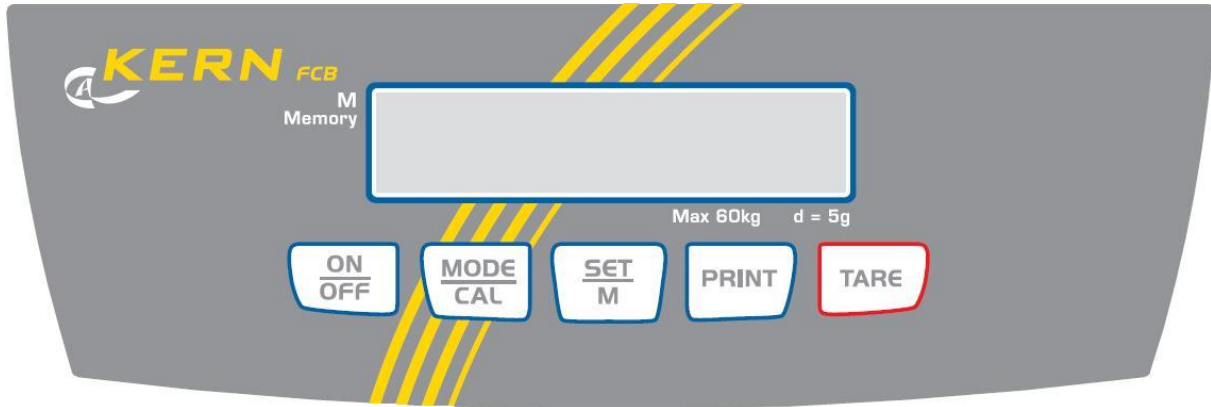 KERN FCB
M
Memory
Max 60kg d = 5g
ON
OFF
MODE
CAL
SET
M
PRINT
TARE